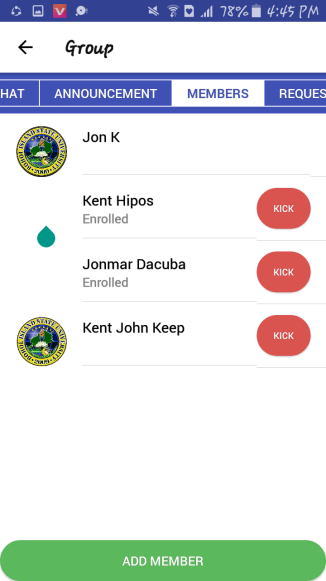 78% 4:45 PM
Group
HAT ANNOUNCEMENT MEMBERS REQUES
Jon K
Kent Hipos
Enrolled
KICK
Jonmar Dacuba
Enrolled
KICK
Kent John Keep
KICK
ADD MEMBER